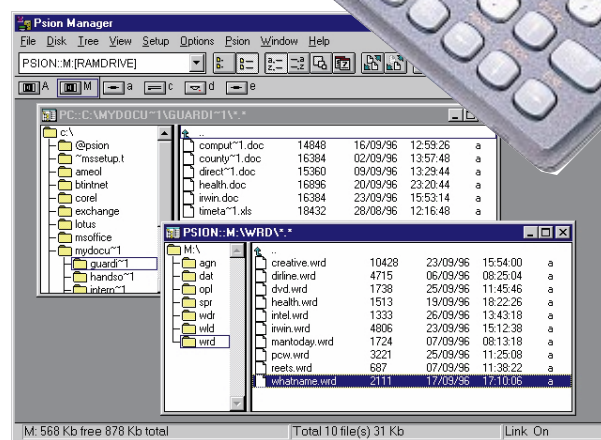 Psion Manager
File Disk Tree View Setup Options Psion Window Help
PSION::M:[RAMDRIVE]
A M a c d e
PC::C:\MYDOCU~1\GUARDI~1\*.*
c:\
@psion
~mssetup.t
ameol
btintnet
corel
exchange
lotus
msoffice
mydocu~1
guardi~1
handso~1
intern~1
..
comput~1.doc 14848 16/09/96 12:59:26 a
county~1.doc 16384 02/09/96 13:57:48 a
direct~1.doc 15360 09/09/96 13:29:44 a
health.doc 16896 20/09/96 23:20:44 a
irwin.doc 16384 23/09/96 15:53:14 a
timeta~1.xls 18432 28/08/96 12:16:48 a
PSION::M:\WRD\*.*
M:\
agn
dat
opl
spr
wdr
wld
wrd
..
creative.wrd 10428 23/09/96 15:54:00 a
dirline.wrd 4715 06/09/96 08:25:04 a
dvd.wrd 1738 25/09/96 11:45:46 a
health.wrd 1513 19/09/96 18:22:26 a
intel.wrd 1333 26/09/96 13:43:18 a
irwin.wrd 4806 23/09/96 15:12:38 a
mantoday.wrd 1724 07/09/96 08:13:18 a
pcw.wrd 3221 25/09/96 11:25:08 a
reets.wrd 687 07/09/96 11:38:22 a
whatname.wrd 2111 17/09/96 17:10:06 a
M: 568 Kb free 878 Kb total Total 10 file(s) 31 Kb Link On